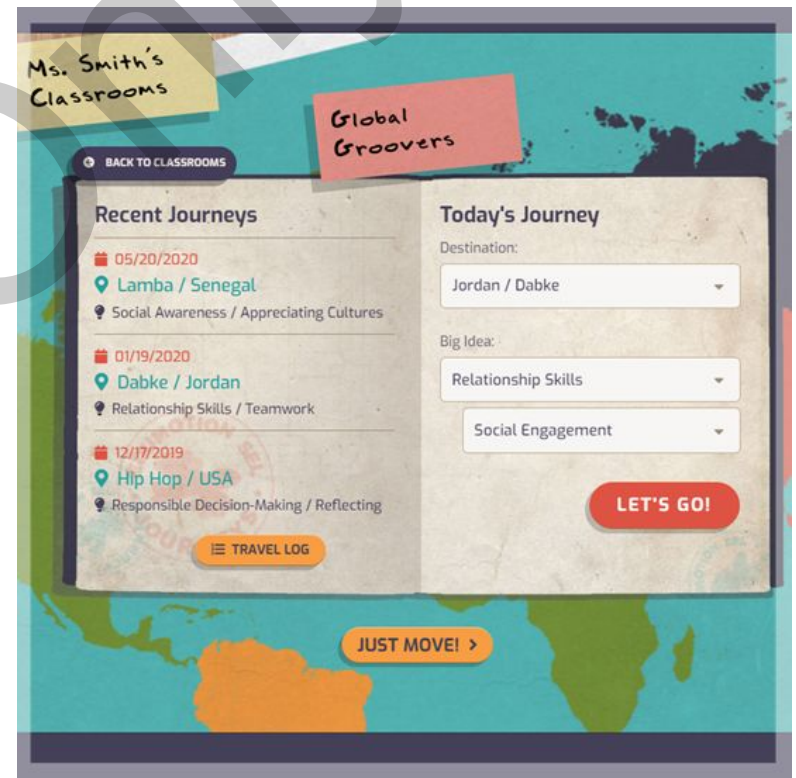 Ms. Smith's
Classrooms
Global
Groovers
BACK TO CLASSROOMS
Recent Journeys
05/20/2020
Lamba / Senegal
Social Awareness / Appreciating Cultures
01/19/2020
Dabke / Jordan
Relationship Skills / Teamwork
12/17/2019
Hip Hop / USA
Responsible Decision-Making / Reflecting
TRAVEL LOG
Today's Journey
Destination:
Jordan / Dabke
Big Idea:
Relationship Skills
Social Engagement
LET'S GO!
JUST MOVE! >